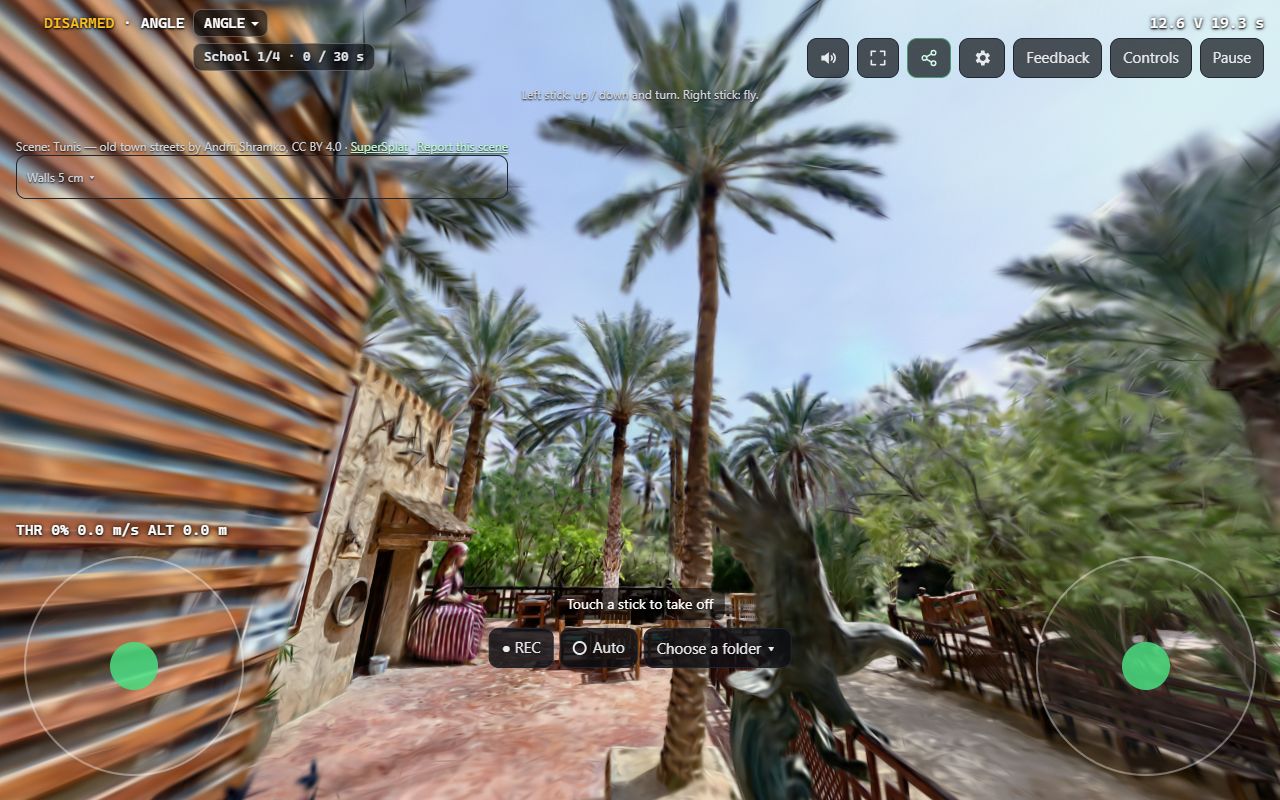 DISARMED · ANGLE ANGLE
12.6 V 19.3 s
School 1/4 · 0 / 30 s
Feedback
Controls
Pause
Left stick: up / down and turn. Right stick: fly.
Scene: Tunis — old town streets by Andrii Shramko, CC BY 4.0 · SuperSplat · Report this scene
Walls 5 cm
THR 0% 0.0 m/s ALT 0.0 m
Touch a stick to take off
REC
Auto
Choose a folder